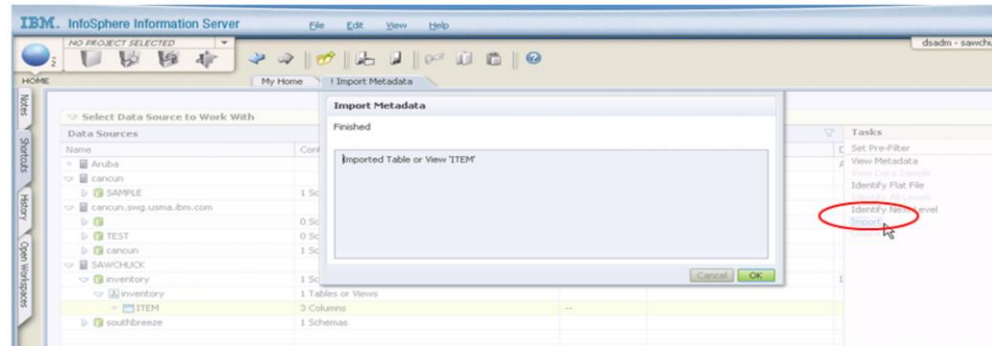 IBM. InfoSphere Information Server
File Edit View Help
NO PROJECT SELECTED
dsadm - sawchu
HOME
My Home
! Import Metadata
Notes
Shortcuts
History
Open Workspaces
Select Data Source to Work With
Data Sources
Name
Aruba
cancun
SAMPLE
1 Sc
cancun.swg.usma.ibm.com
0 Sc
TEST
0 Sc
cancun
1 Sc
SAWCHUCK
inventory
1 Sc
inventory
1 Tables or Views
ITEM
3 Columns
--
southbreeze
1 Schemas
Import Metadata
Finished
Imported Table or View 'ITEM'
Cancel
OK
Tasks
Set Pre-Filter
View Metadata
View Data Sample
Identify Flat File
Identify All Levels
Identify Next Level
Import